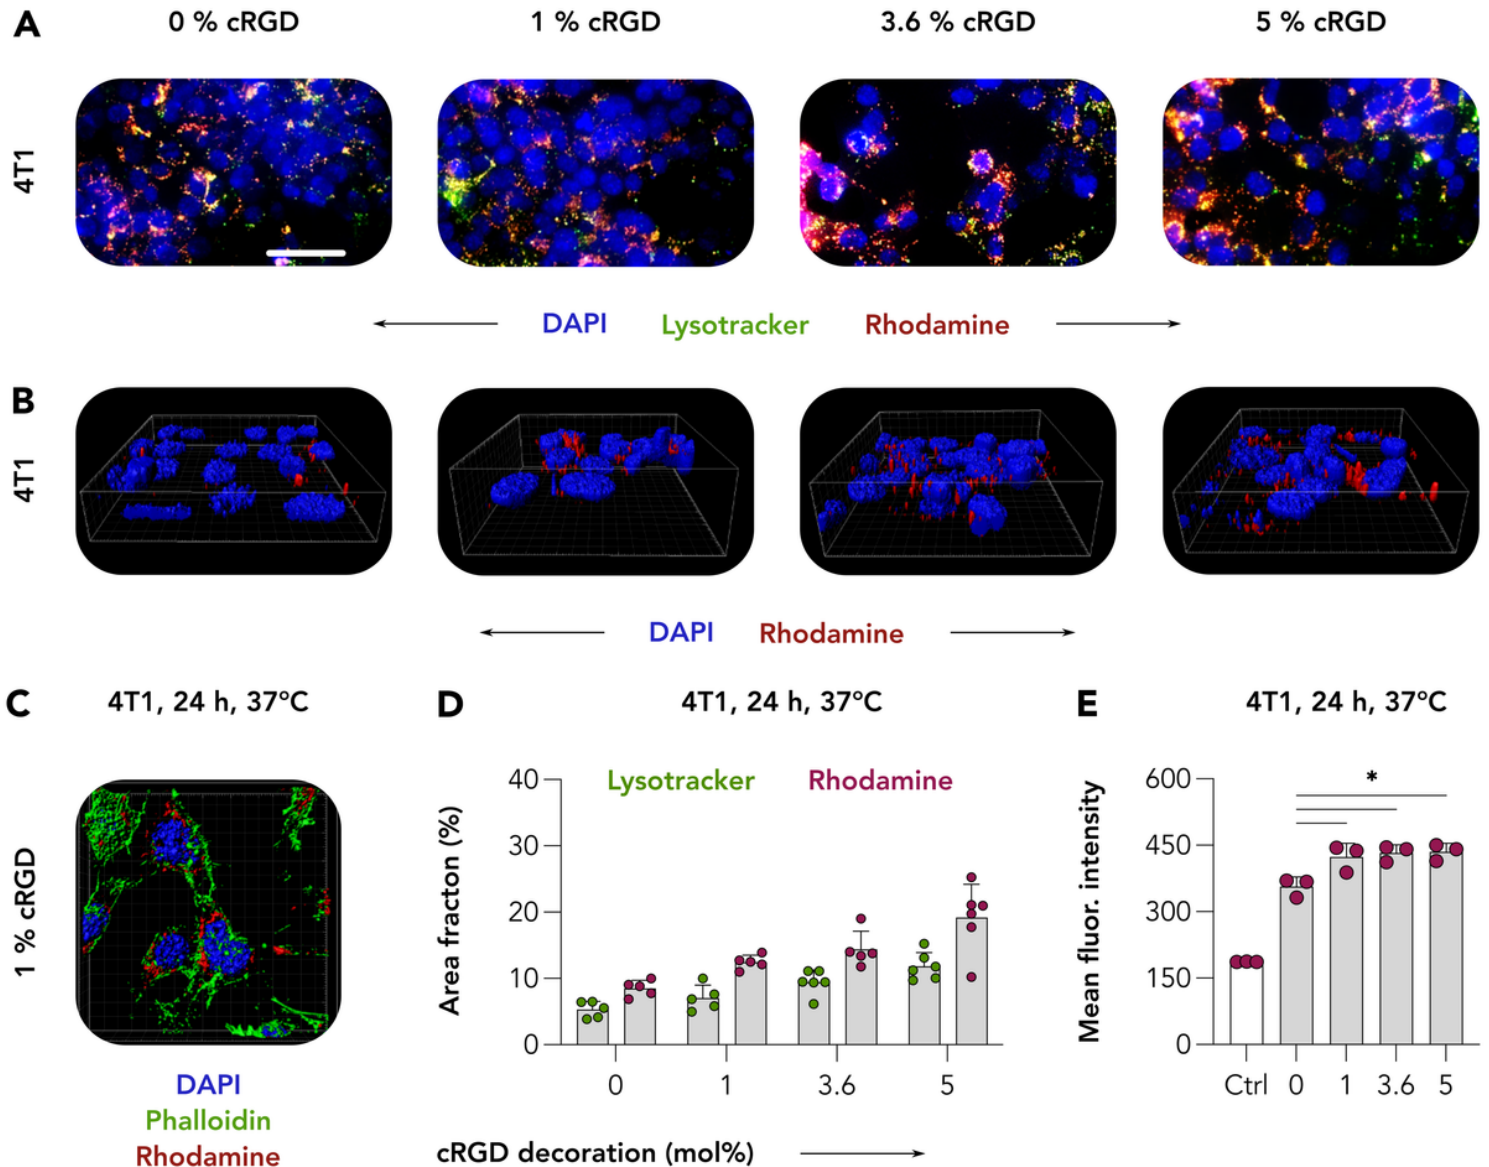 A 0 % cRGD 1 % cRGD 3.6 % cRGD 5 % cRGD
4T1
DAPI Lysotracker Rhodamine
B
4T1
DAPI Rhodamine
C 4T1, 24 h, 37°C
1 % cRGD
DAPI
Phalloidin
Rhodamine
D 4T1, 24 h, 37°C
Lysotracker Rhodamine
Area fracton (%)
40
30
20
10
0
0 1 3.6 5
cRGD decoration (mol%)
E 4T1, 24 h, 37°C
*
Mean fluor. intensity
600
450
300
150
0
Ctrl 0 1 3.6 5